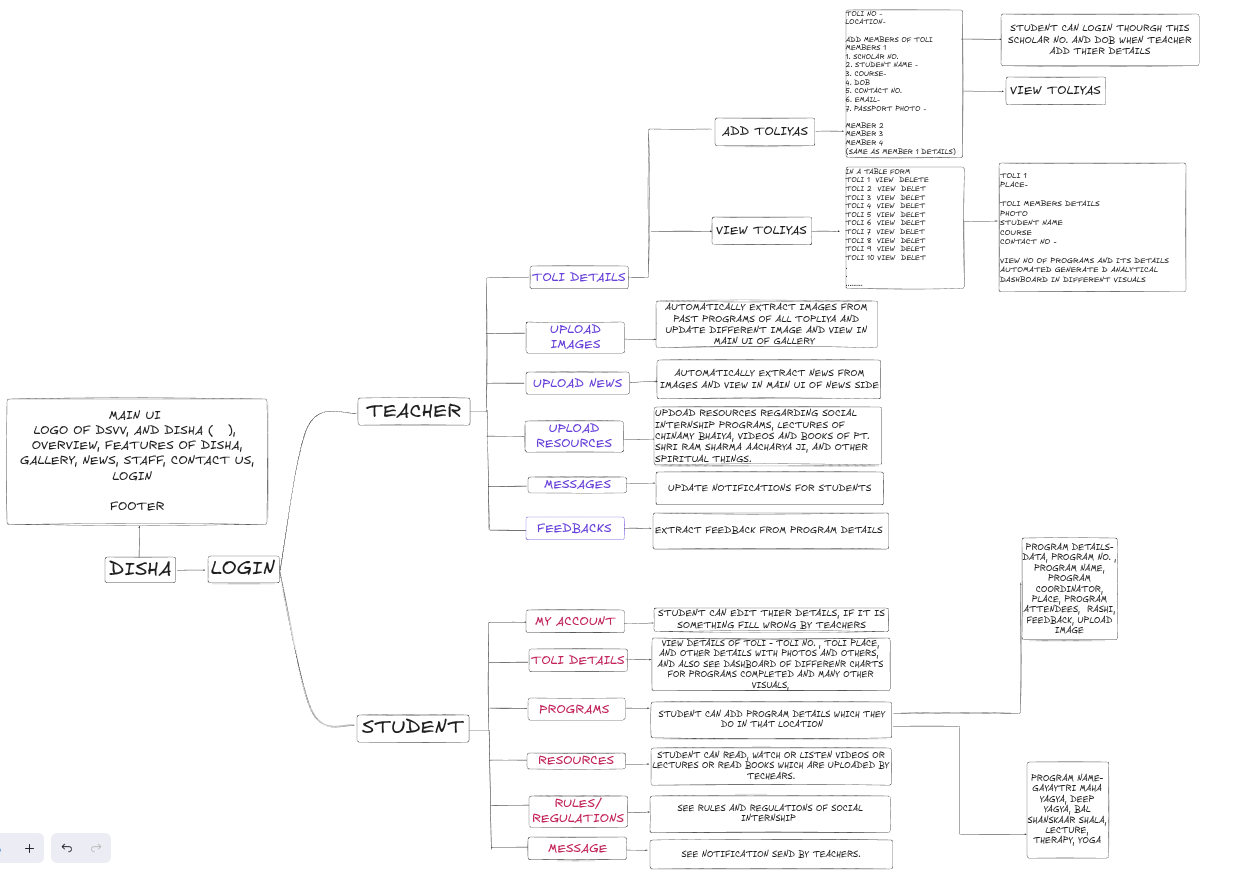 TOLI NO -
LOCATION-
ADD MEMBERS OF TOLI
MEMBERS 1
1. SCHOLAR NO.
2. STUDENT NAME -
3. COURSE-
4. DOB
5. CONTACT NO.
6. EMAIL-
7. PASSPORT PHOTO -
MEMBER 2
MEMBER 3
MEMBER 4
(SAME AS MEMBER 1 DETAILS)
STUDENT CAN LOGIN THOURGH THIS
SCHOLAR NO. AND DOB WHEN TEACHER
ADD THIER DETAILS
VIEW TOLIYAS
ADD TOLIYAS
IN A TABLE FORM
TOLI 1 VIEW DELETE
TOLI 2 VIEW DELET
TOLI 3 VIEW DELET
TOLI 4 VIEW DELET
TOLI 5 VIEW DELET
TOLI 6 VIEW DELET
TOLI 7 VIEW DELET
TOLI 8 VIEW DELET
TOLI 9 VIEW DELET
TOLI 10 VIEW DELET
.
.
........
TOLI 1
PLACE-
TOLI MEMBERS DETAILS
PHOTO
STUDENT NAME
COURSE
CONTACT NO -
VIEW NO OF PROGRAMS AND ITS DETAILS
AUTOMATED GENERATE D ANALYTICAL
DASHBOARD IN DIFFERENT VISUALS
VIEW TOLIYAS
TOLI DETAILS
UPLOAD
IMAGES
AUTOMATICALLY EXTRACT IMAGES FROM
PAST PROGRAMS OF ALL TOPLIYA AND
UPDATE DIFFERENT IMAGE AND VIEW IN
MAIN UI OF GALLERY
UPLOAD NEWS
AUTOMATICALLY EXTRACT NEWS FROM
IMAGES AND VIEW IN MAIN UI OF NEWS SIDE
TEACHER
UPLOAD
RESOURCES
UPDOAD RESOURCES REGARDING SOCIAL
INTERNSHIP PROGRAMS, LECTURES OF
CHINAMY BHAIYA, VIDEOS AND BOOKS OF PT.
SHRI RAM SHARMA AACHARYA JI, AND OTHER
SPIRITUAL THINGS.
MESSAGES
UPDATE NOTIFICATIONS FOR STUDENTS
FEEDBACKS
EXTRACT FEEDBACK FROM PROGRAM DETAILS
MAIN UI
LOGO OF DSVV, AND DISHA ( ),
OVERVIEW, FEATURES OF DISHA,
GALLERY, NEWS, STAFF, CONTACT US,
LOGIN
FOOTER
DISHA
LOGIN
MY ACCOUNT
STUDENT CAN EDIT THIER DETAILS, IF IT IS
SOMETHING FILL WRONG BY TEACHERS
TOLI DETAILS
VIEW DETAILS OF TOLI - TOLI NO. , TOLI PLACE,
AND OTHER DETAILS WITH PHOTOS AND OTHERS,
AND ALSO SEE DASHBOARD OF DIFFERENR CHARTS
FOR PROGRAMS COMPLETED AND MANY OTHER
VISUALS,
PROGRAMS
STUDENT CAN ADD PROGRAM DETAILS WHICH THEY
DO IN THAT LOCATION
PROGRAM DETAILS-
DATA, PROGRAM NO. ,
PROGRAM NAME,
PROGRAM
COORDINATOR,
PLACE, PROGRAM
ATTENDEES, RASHI,
FEEDBACK, UPLOAD
IMAGE
STUDENT
RESOURCES
STUDENT CAN READ, WATCH OR LISTEN VIDEOS OR
LECTURES OR READ BOOKS WHICH ARE UPLOADED BY
TECHEARS.
RULES/
REGULATIONS
SEE RULES AND REGULATIONS OF SOCIAL
INTERNSHIP
MESSAGE
SEE NOTIFICATION SEND BY TEACHERS.
PROGRAM NAME-
GAYAYTRI MAHA
YAGYA, DEEP
YAGYA, BAL
SHANSKAAR SHALA,
LECTURE,
THERAPY, YOGA